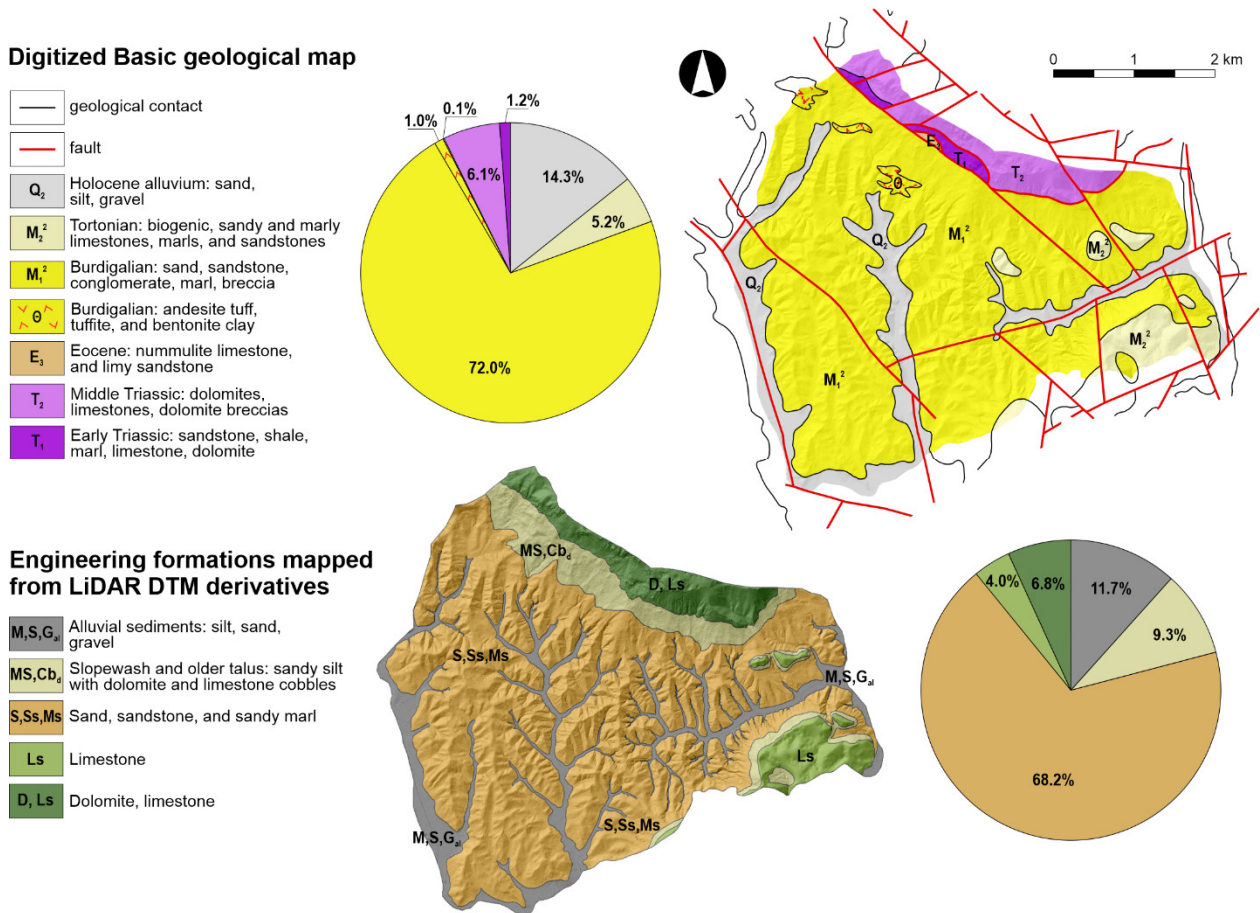 Digitized Basic geological map
geological contact
fault
Q₂
Holocene alluvium: sand,
silt, gravel
M₂²
Tortonian: biogenic, sandy and marly
limestones, marls, and sandstones
M₁²
Burdigalian: sand, sandstone,
conglomerate, marl, breccia
Θ
Burdigalian: andesite tuff,
tuffite, and bentonite clay
E₃
Eocene: nummulite limestone,
and limy sandstone
T₂
Middle Triassic: dolomites,
limestones, dolomite breccias
T₁
Early Triassic: sandstone, shale,
marl, limestone, dolomite
1.0%
0.1%
1.2%
6.1%
14.3%
5.2%
72.0%
0 1 2 km
E₃
T₁
T₂
Θ
Q₂
M₁²
M₂²
Q₂
M₂²
M₁²
Engineering formations mapped
from LiDAR DTM derivatives
M,S,Gₐₗ
Alluvial sediments: silt, sand,
gravel
MS,Cb_d
Slopewash and older talus: sandy silt
with dolomite and limestone cobbles
S,Ss,Ms
Sand, sandstone, and sandy marl
Ls
Limestone
D, Ls
Dolomite, limestone
MS,Cb_d
D, Ls
S,Ss,Ms
M,S,Gₐₗ
Ls
S,Ss,Ms
M,S,Gₐₗ
4.0%
6.8%
11.7%
9.3%
68.2%